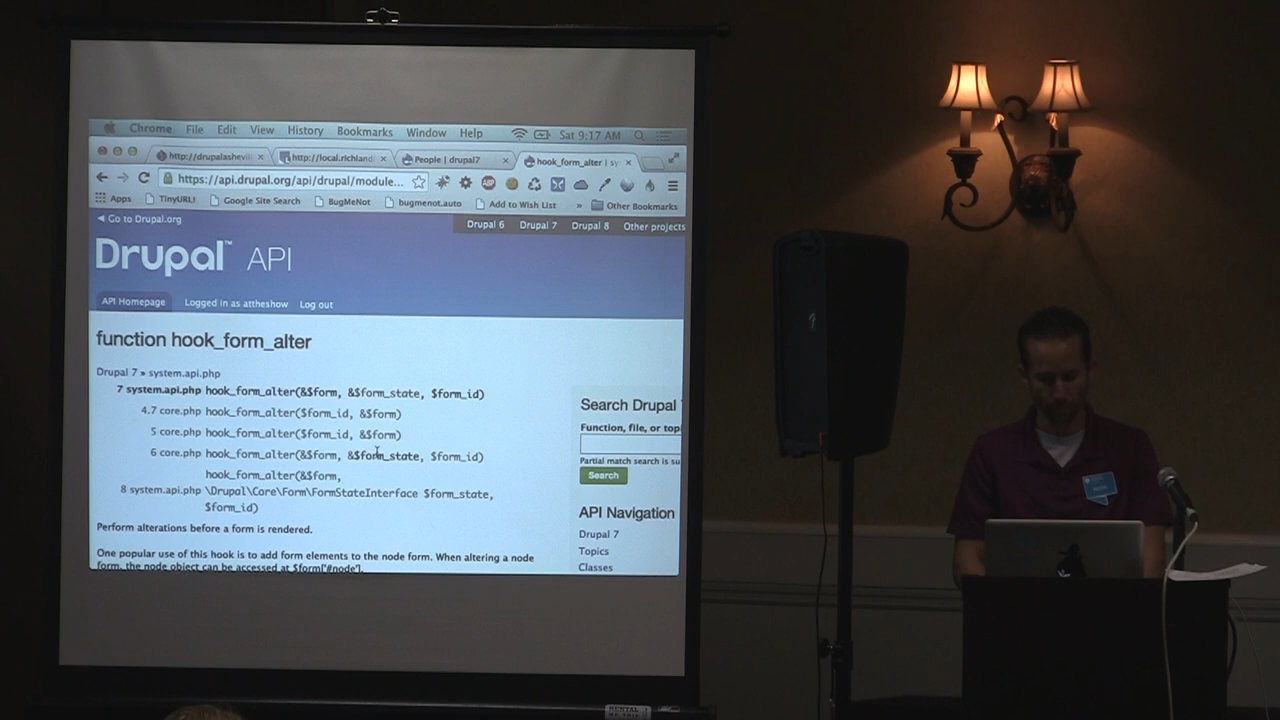 Chrome File Edit View History Bookmarks Window Help Sat 9:17 AM
http://drupalashevill × http://local.richland × People | drupal7 × hook_form_alter | sy ×
https://api.drupal.org/api/drupal/module...
ABP
Apps TinyURL! Google Site Search BugMeNot bugmenot.auto Add to Wish List » Other Bookmarks
◀ Go to Drupal.org
Drupal 6 Drupal 7 Drupal 8 Other projects
Drupal™ API
API Homepage Logged in as attheshow Log out
function hook_form_alter
Drupal 7 » system.api.php
7 system.api.php hook_form_alter(&$form, &$form_state, $form_id)
4.7 core.php hook_form_alter($form_id, &$form)
5 core.php hook_form_alter($form_id, &$form)
6 core.php hook_form_alter(&$form, &$form_state, $form_id)
hook_form_alter(&$form,
8 system.api.php \Drupal\Core\Form\FormStateInterface $form_state,
$form_id)
Perform alterations before a form is rendered.
One popular use of this hook is to add form elements to the node form. When altering a node
form, the node object can be accessed at $form['#node'].
Search Drupal
Function, file, or topi
Partial match search is su
Search
API Navigation
Drupal 7
Topics
Classes
RENTAL